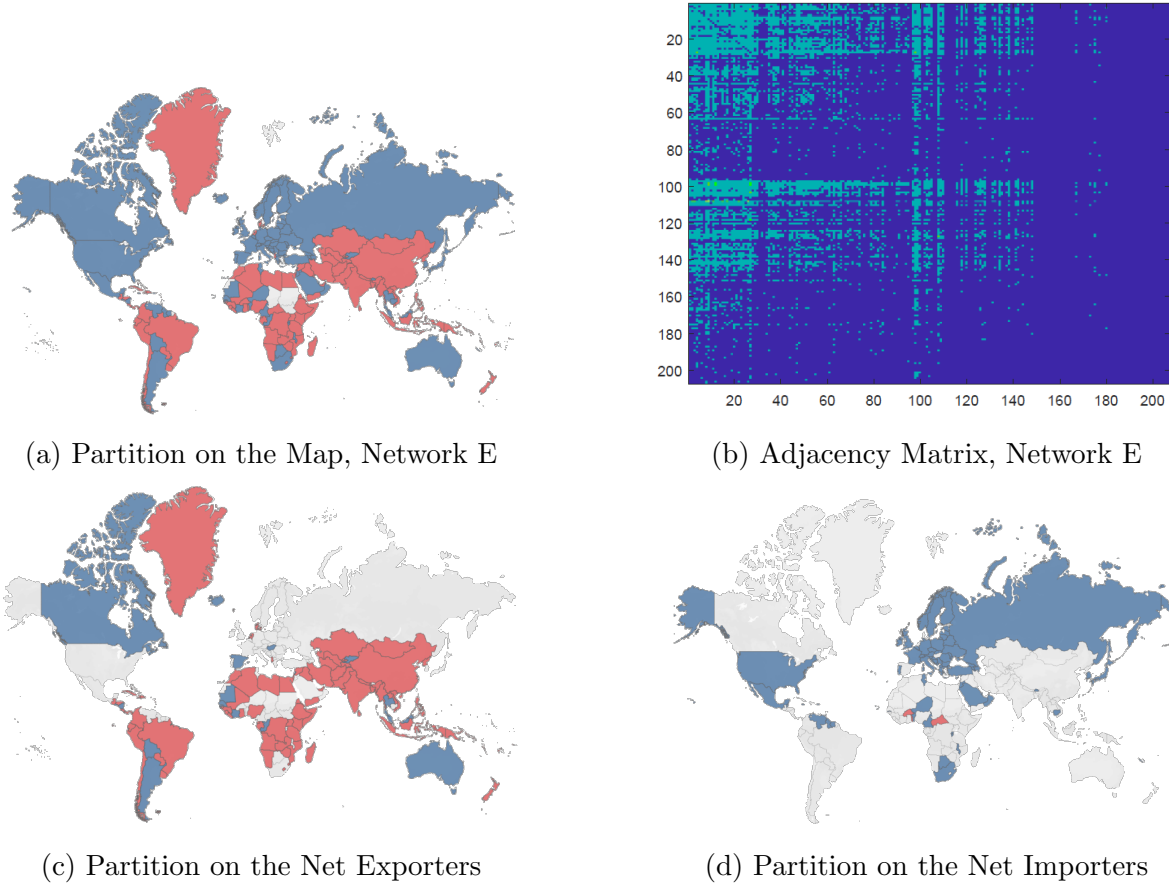 20
40
60
80
100
120
140
160
180
200
20 40 60 80 100 120 140 160 180 200
(a) Partition on the Map, Network E
(b) Adjacency Matrix, Network E
(c) Partition on the Net Exporters
(d) Partition on the Net Importers